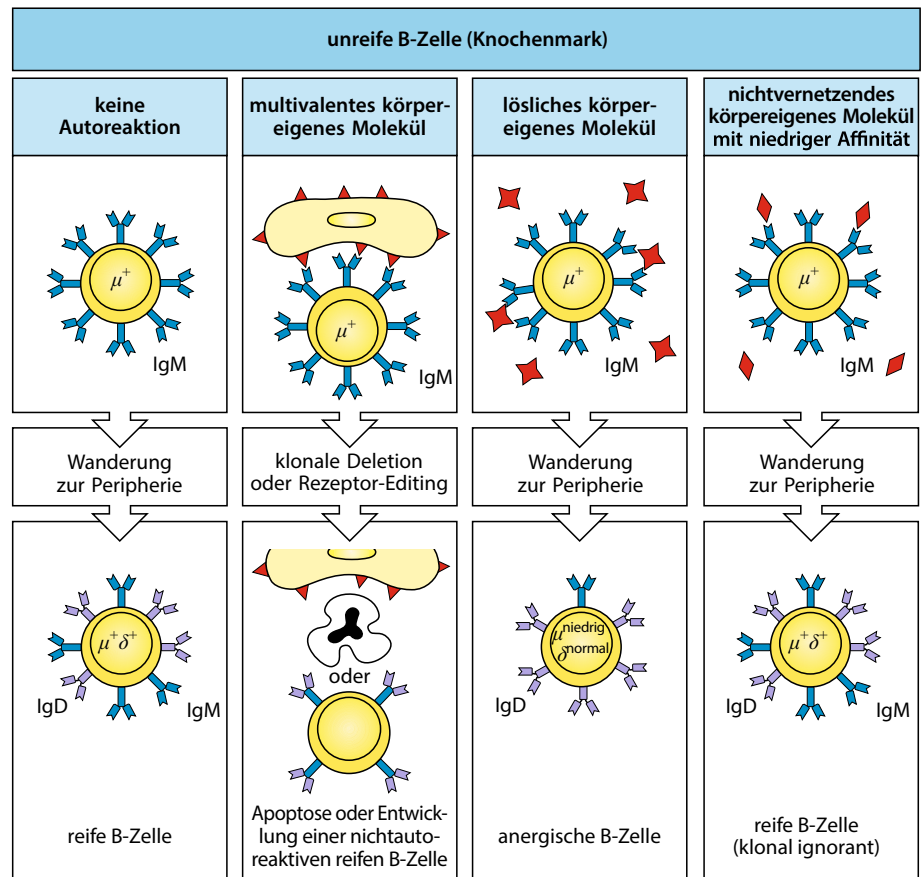 unreife B-Zelle (Knochenmark)
keine
Autoreaktion
μ⁺
IgM
Wanderung
zur Peripherie
μ⁺δ⁺
IgD
IgM
reife B-Zelle
multivalentes körper-
eigenes Molekül
μ⁺
IgM
klonale Deletion
oder Rezeptor-Editing
oder
Apoptose oder Entwick-
lung einer nichtauto-
reaktiven reifen B-Zelle
lösliches körper-
eigenes Molekül
μ⁺
IgM
Wanderung
zur Peripherie
μniedrig
δnormal
anergische B-Zelle
nichtvernetzendes
körpereigenes Molekül
mit niedriger Affinität
μ⁺
IgM
Wanderung
zur Peripherie
μ⁺δ⁺
IgD
IgM
reife B-Zelle
(klonal ignorant)